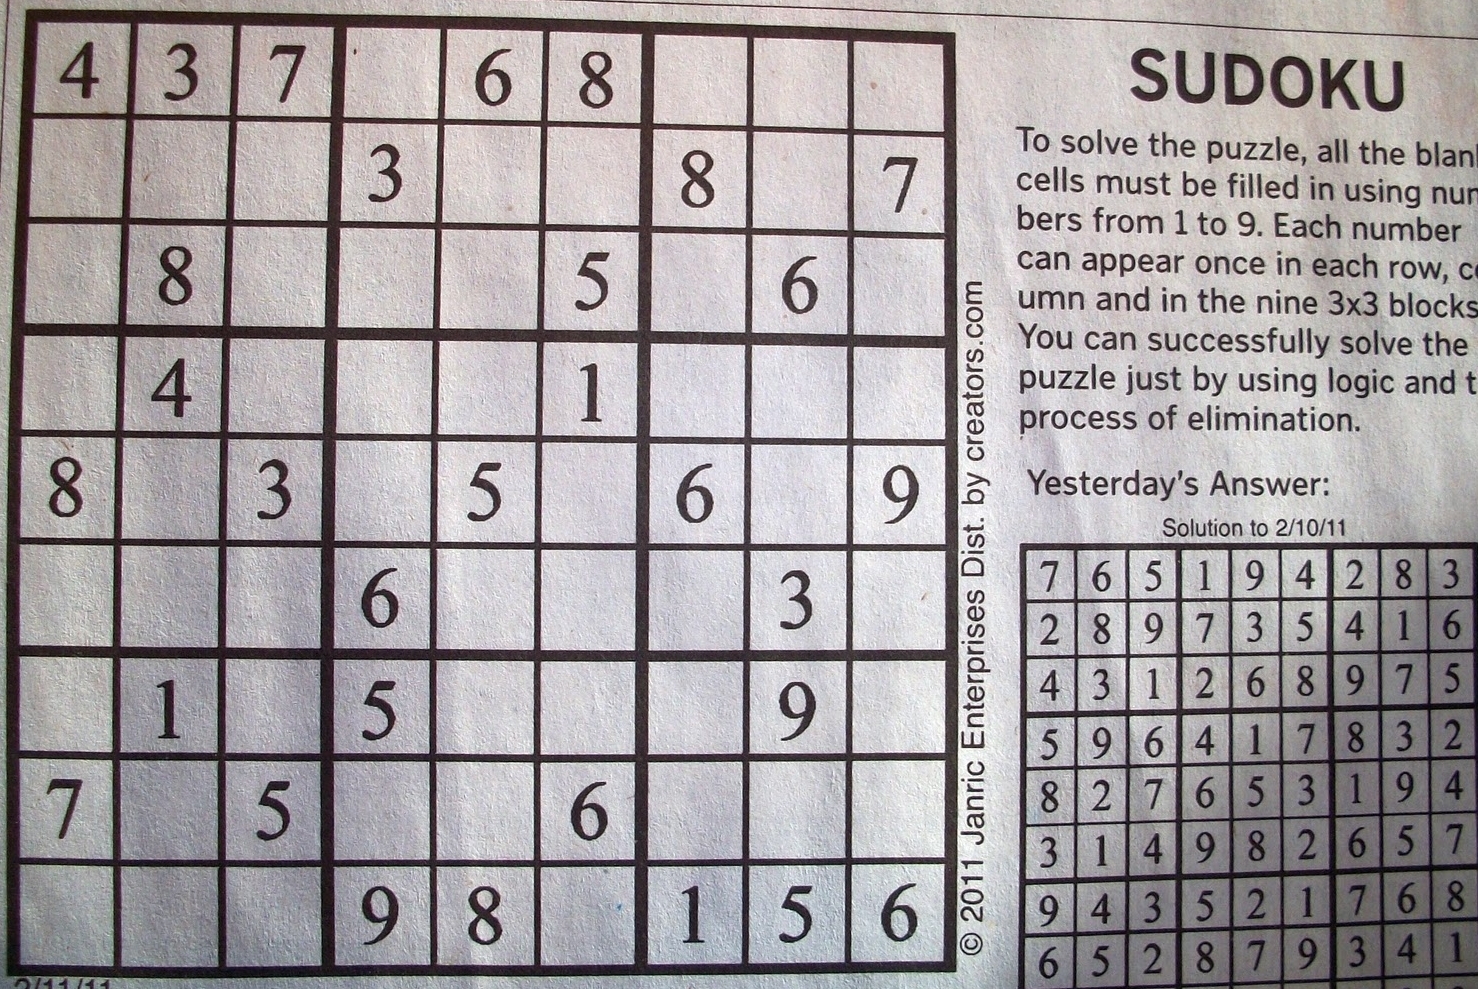 4 3 7 6 8
3 8 7
8 5 6
4 1
8 3 5 6 9
6 3
1 5 9
7 5 6
9 8 1 5 6
© 2011 Janric Enterprises Dist. by creators.com
SUDOKU
To solve the puzzle, all the blan
cells must be filled in using num
bers from 1 to 9. Each number
can appear once in each row, co
umn and in the nine 3x3 blocks
You can successfully solve the
puzzle just by using logic and t
process of elimination.
Yesterday's Answer:
Solution to 2/10/11
7 6 5 1 9 4 2 8 3
2 8 9 7 3 5 4 1 6
4 3 1 2 6 8 9 7 5
5 9 6 4 1 7 8 3 2
8 2 7 6 5 3 1 9 4
3 1 4 9 8 2 6 5 7
9 4 3 5 2 1 7 6 8
6 5 2 8 7 9 3 4 1
2/11/11